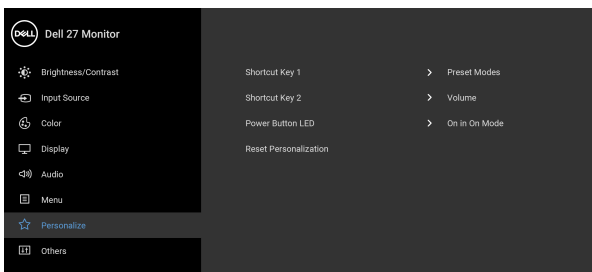 DELL Dell 27 Monitor
Brightness/Contrast Shortcut Key 1 Preset Modes
Input Source Shortcut Key 2 Volume
Color Power Button LED On in On Mode
Display Reset Personalization
Audio
Menu
Personalize
Others